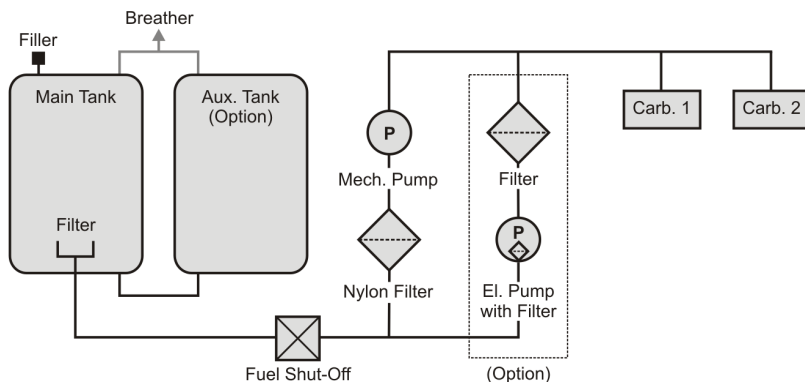 Breather
Filler
Main Tank
Aux. Tank
(Option)
Carb. 1
Carb. 2
P
Mech. Pump
Filter
Filter
P
Nylon Filter
El. Pump
with Filter
Fuel Shut-Off
(Option)